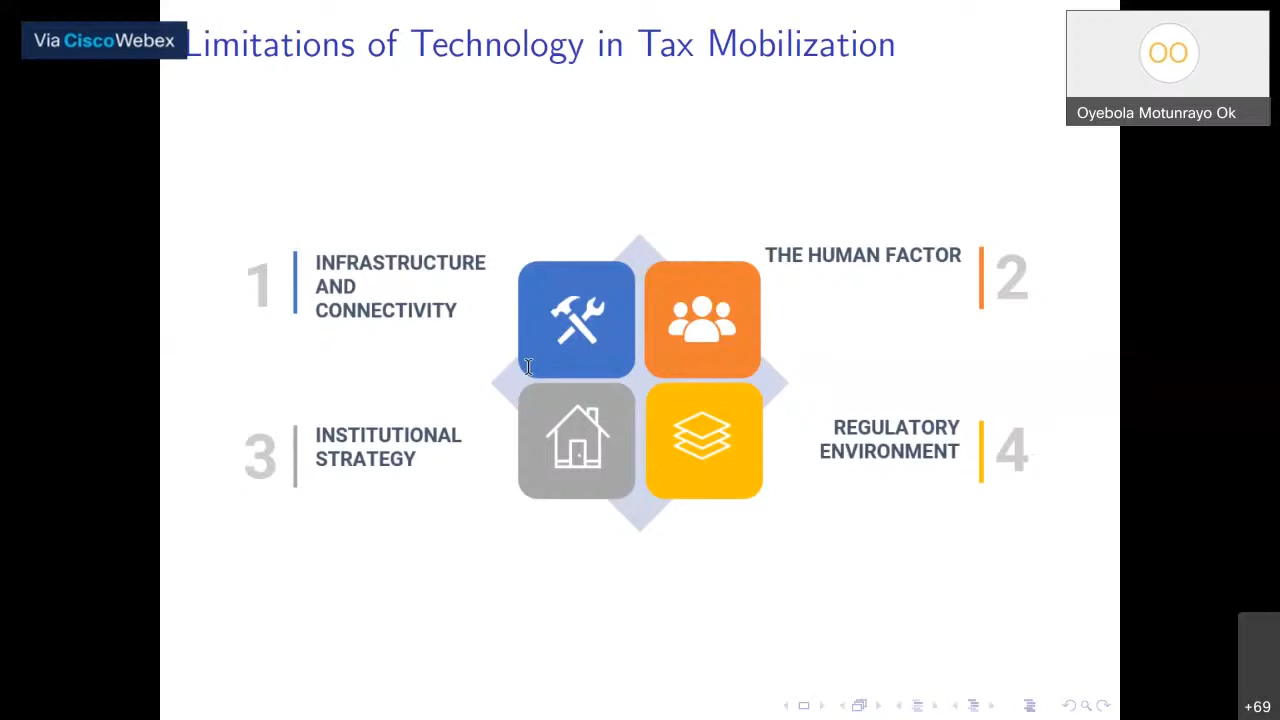 Via CiscoWebex
Limitations of Technology in Tax Mobilization
OO
Oyebola Motunrayo Ok
1
INFRASTRUCTURE
AND
CONNECTIVITY
THE HUMAN FACTOR
2
3
INSTITUTIONAL
STRATEGY
REGULATORY
ENVIRONMENT
4
+69